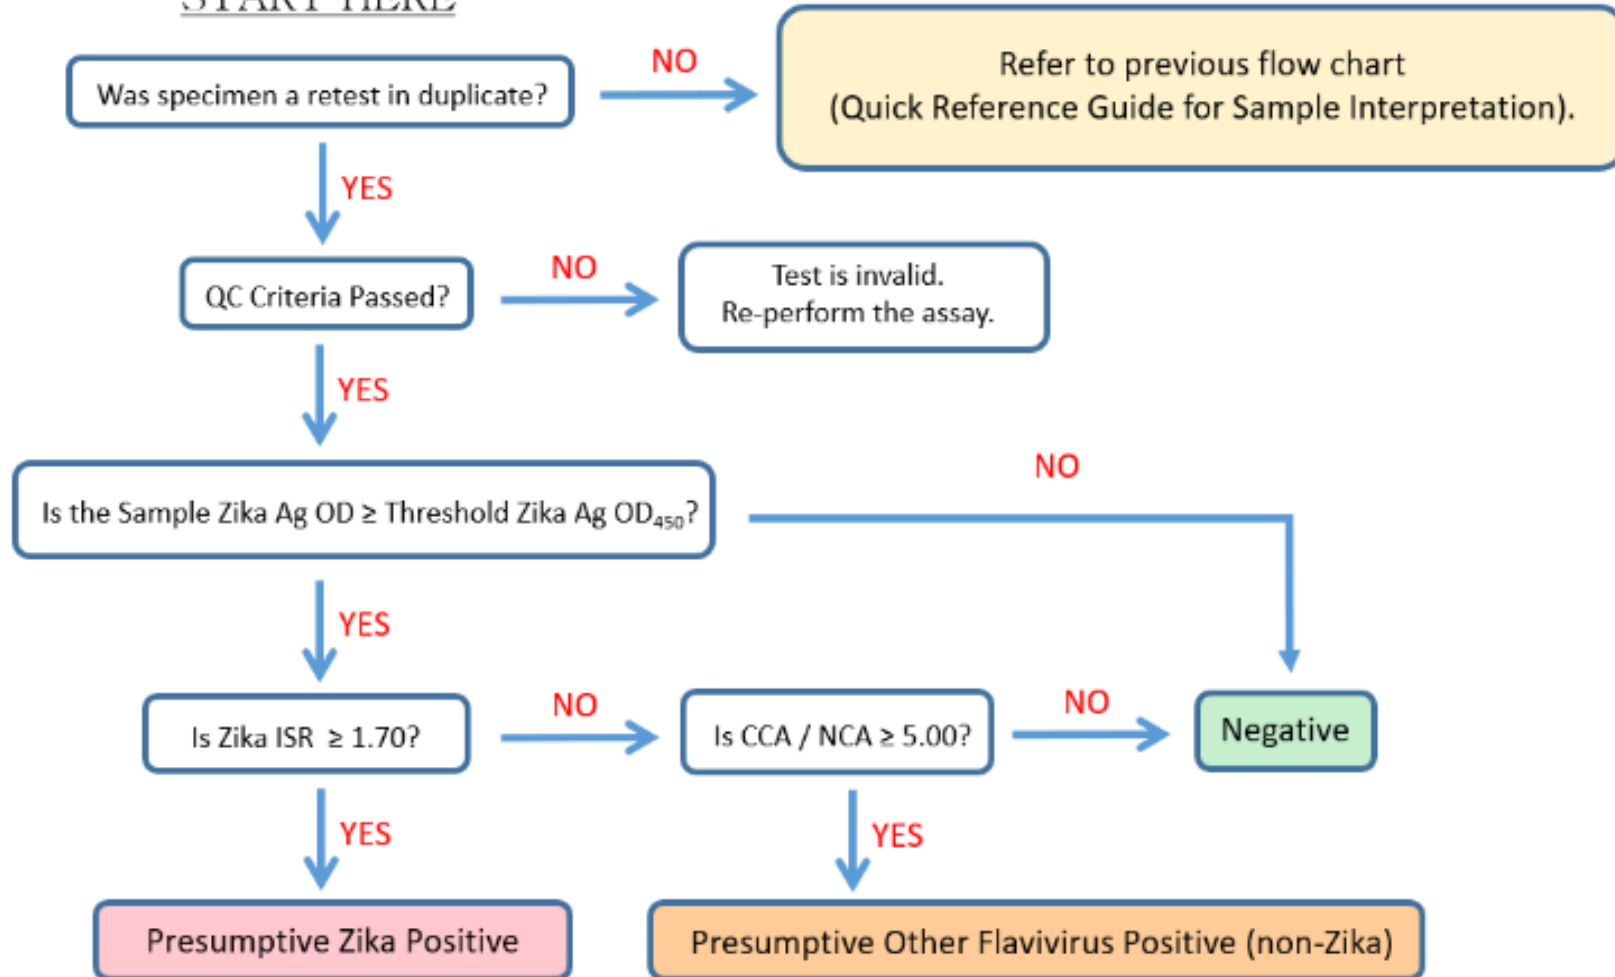 START HERE
Was specimen a retest in duplicate?
NO
Refer to previous flow chart
(Quick Reference Guide for Sample Interpretation).
YES
QC Criteria Passed?
NO
Test is invalid.
Re-perform the assay.
YES
Is the Sample Zika Ag OD ≥ Threshold Zika Ag OD₄₅₀?
NO
YES
Is Zika ISR ≥ 1.70?
NO
Is CCA / NCA ≥ 5.00?
NO
Negative
YES
YES
Presumptive Zika Positive
Presumptive Other Flavivirus Positive (non-Zika)